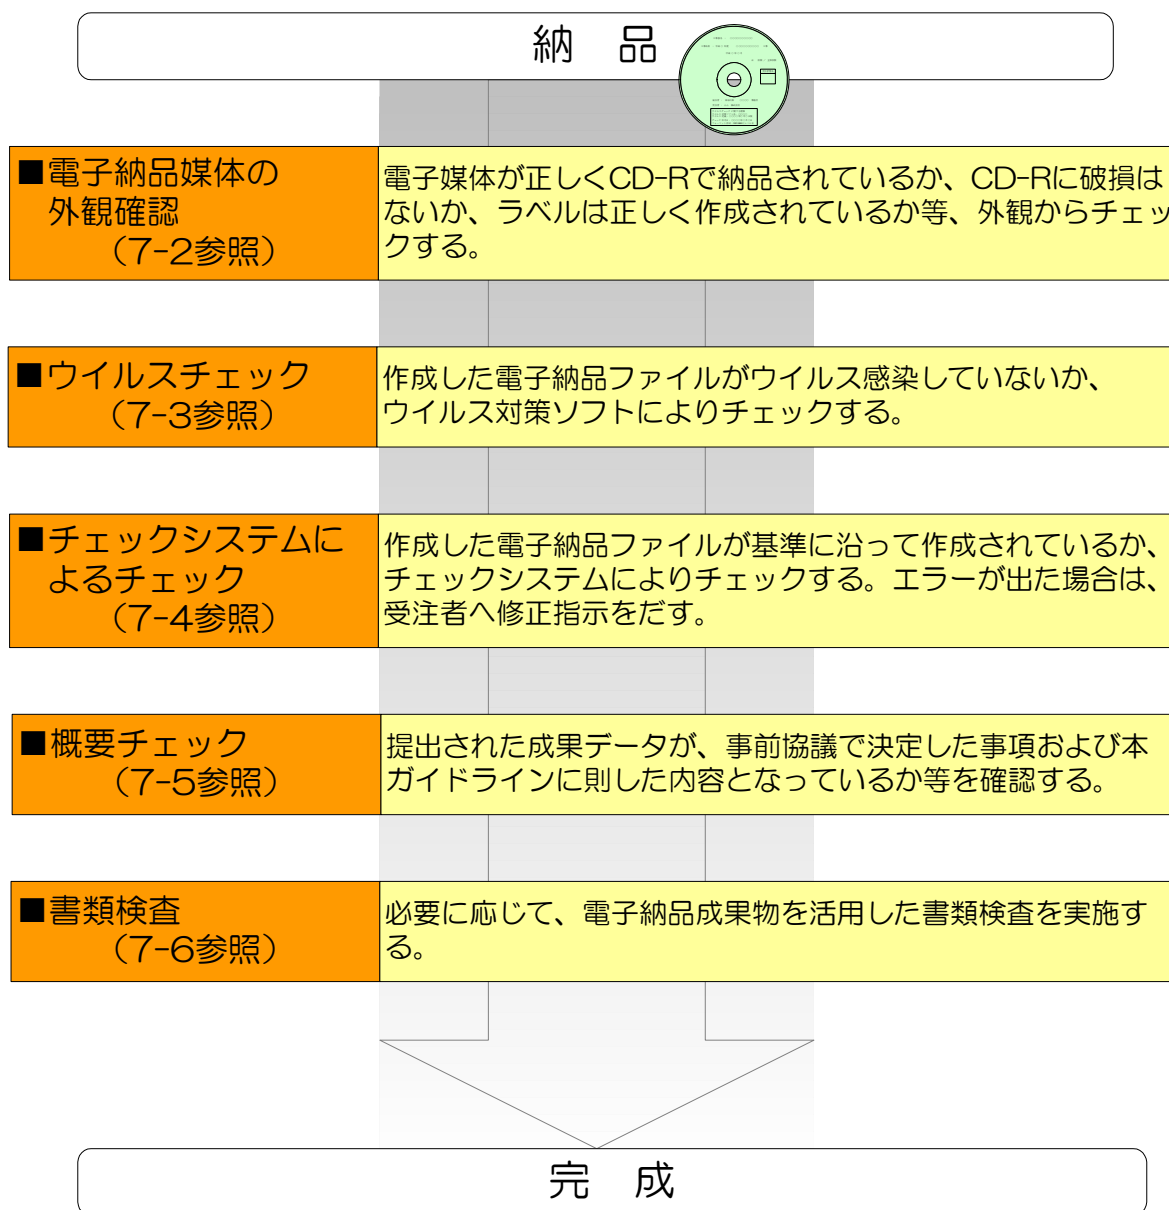 納　品
■電子納品媒体の
外観確認
（7-2参照）
電子媒体が正しくCD-Rで納品されているか、CD-Rに破損は
ないか、ラベルは正しく作成されているか等、外観からチェッ
クする。
■ウイルスチェック
（7-3参照）
作成した電子納品ファイルがウイルス感染していないか、
ウイルス対策ソフトによりチェックする。
■チェックシステムに
よるチェック
（7-4参照）
作成した電子納品ファイルが基準に沿って作成されているか、
チェックシステムによりチェックする。エラーが出た場合は、
受注者へ修正指示をだす。
■概要チェック
（7-5参照）
提出された成果データが、事前協議で決定した事項および本
ガイドラインに則した内容となっているか等を確認する。
■書類検査
（7-6参照）
必要に応じて、電子納品成果物を活用した書類検査を実施す
る。
完　成